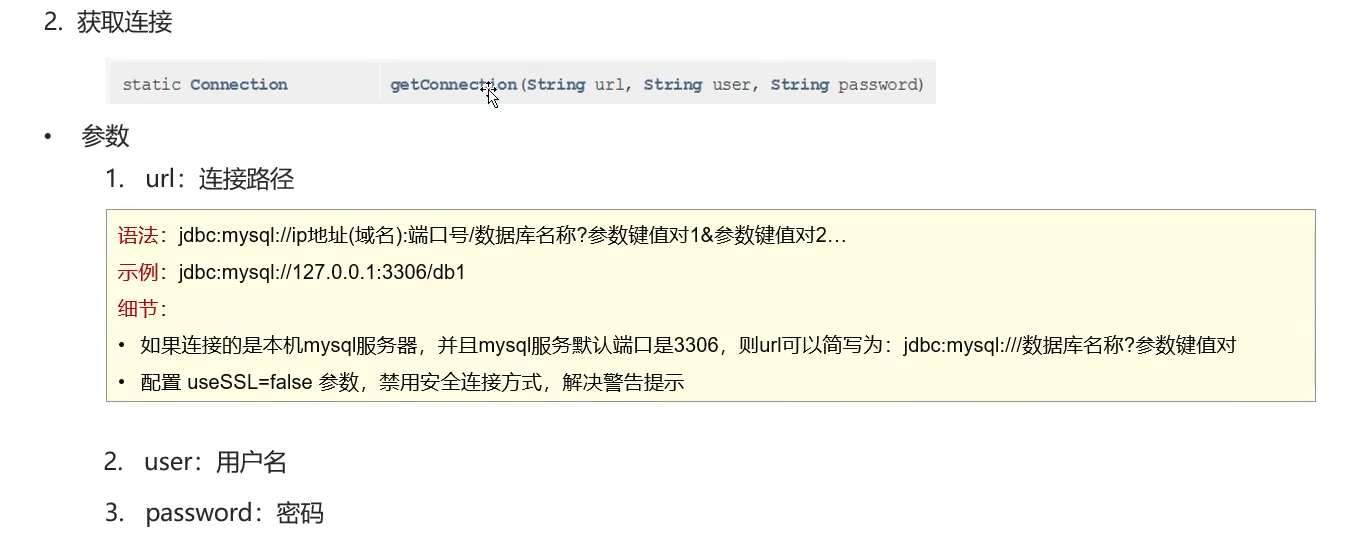 2. 获取连接
static Connection getConnection(String url, String user, String password)
• 参数
1. url：连接路径
语法：jdbc:mysql://ip地址(域名):端口号/数据库名称?参数键值对1&参数键值对2…
示例：jdbc:mysql://127.0.0.1:3306/db1
细节：
• 如果连接的是本机mysql服务器，并且mysql服务默认端口是3306，则url可以简写为：jdbc:mysql:///数据库名称?参数键值对
• 配置 useSSL=false 参数，禁用安全连接方式，解决警告提示
2. user：用户名
3. password：密码